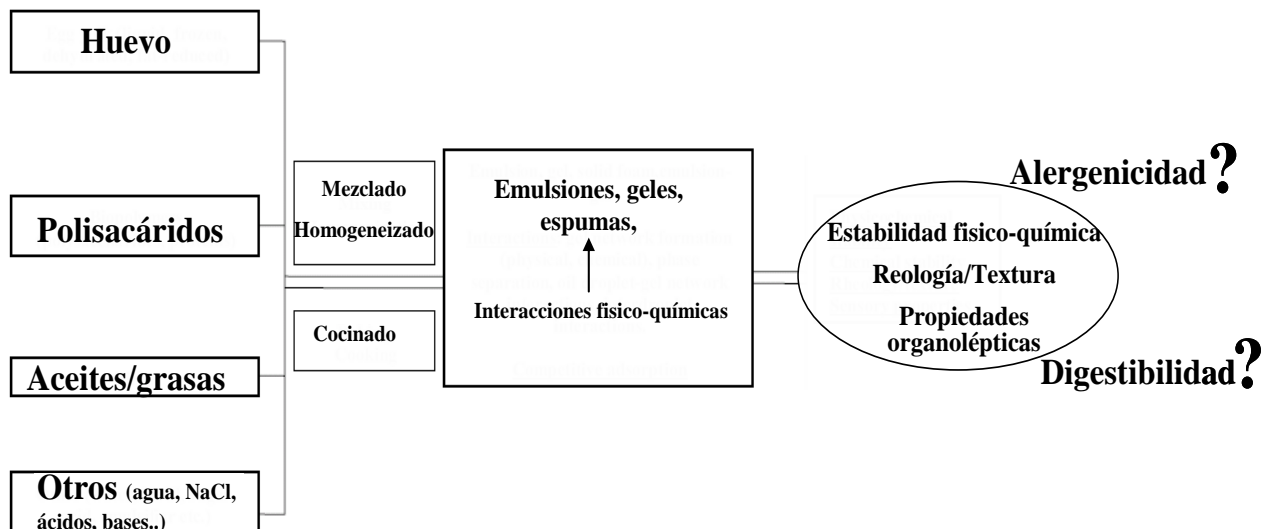 Huevo
Polisacáridos
Aceites/grasas
Otros (agua, NaCl,
ácidos, bases..)
Mezclado
Homogeneizado
Cocinado
Emulsiones, geles,
espumas,
Interacciones fisico-químicas
Alergenicidad?
Estabilidad fisico-química
Reología/Textura
Propiedades
organolépticas
Digestibilidad?